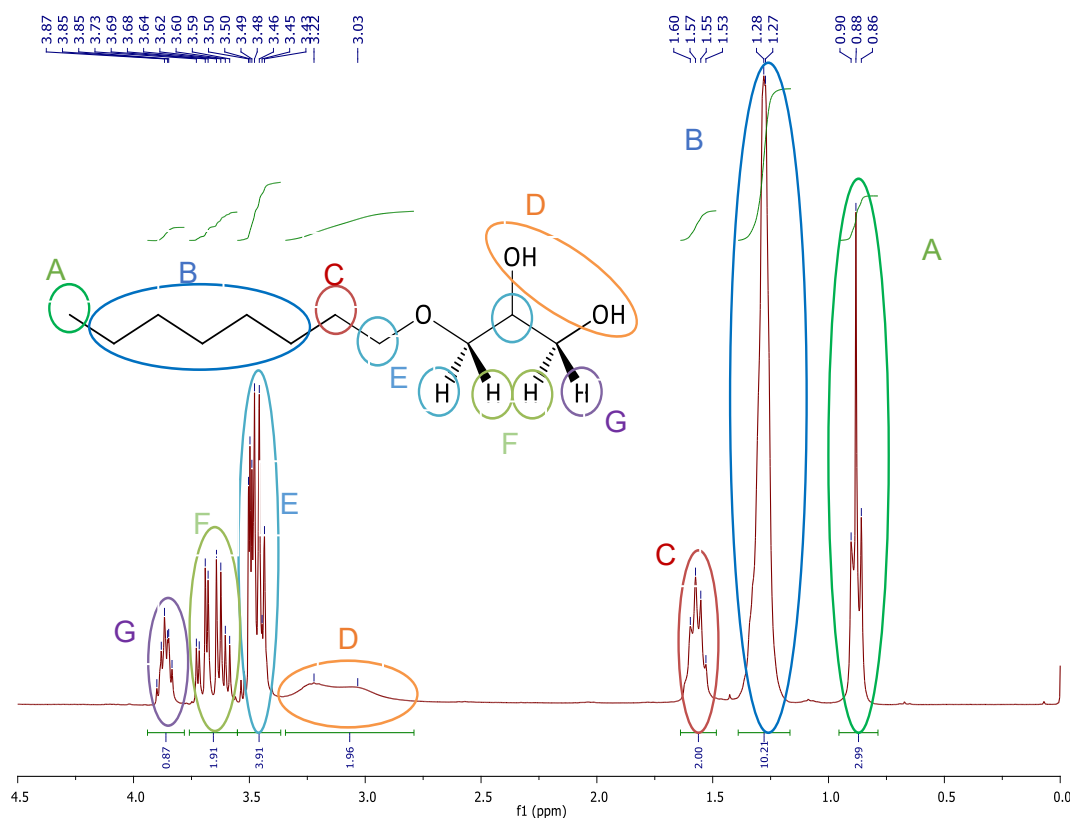 3.87
3.85
3.85
3.73
3.69
3.68
3.64
3.62
3.60
3.59
3.50
3.50
3.49
3.48
3.46
3.45
3.43
3.22
3.03
1.60
1.57
1.55
1.53
1.28
1.27
0.90
0.88
0.86
B
D
A
A
B
C
OH
O
OH
E
H
H
H
H
G
F
E
F
C
G
D
0.87
1.91
3.91
1.96
2.00
10.21
2.99
4.5
4.0
3.5
3.0
2.5
2.0
1.5
1.0
0.5
0.0
f1 (ppm)